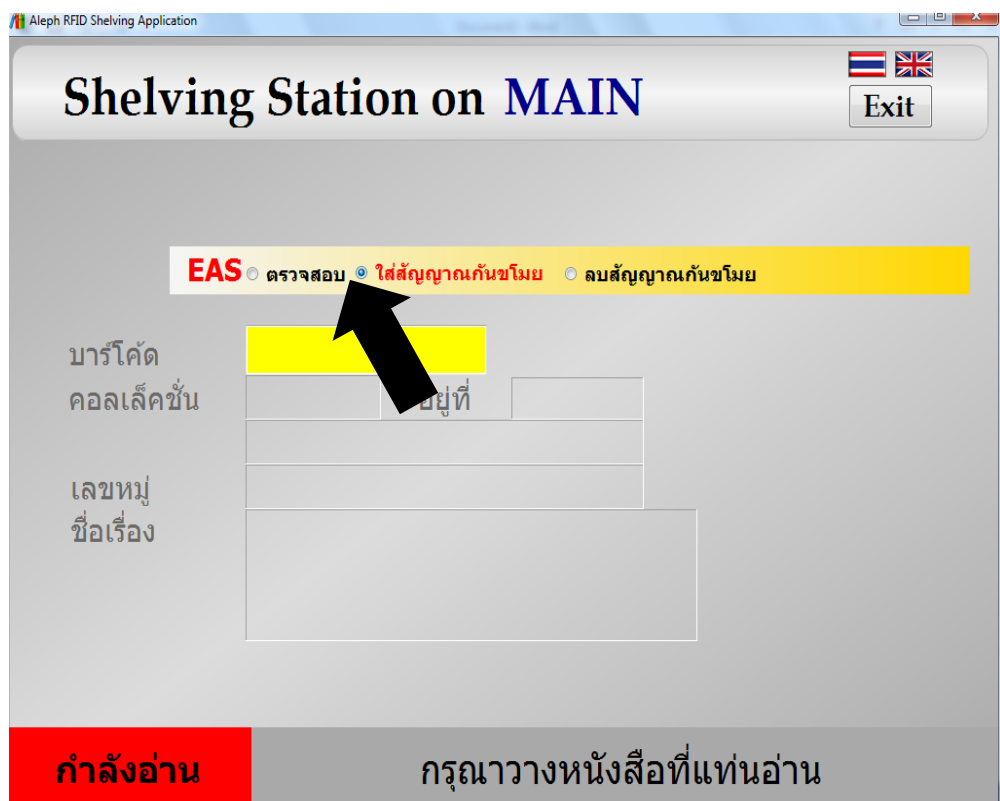 Aleph RFID Shelving Application
Shelving Station on MAIN
Exit
EAS ตรวจสอบ ใส่สัญญาณกันขโมย ลบสัญญาณกันขโมย
บาร์โค้ด
คอลเล็คชั่น อยู่ที่
เลขหมู่
ชื่อเรื่อง
กำลังอ่าน กรุณาวางหนังสือที่แท่นอ่าน